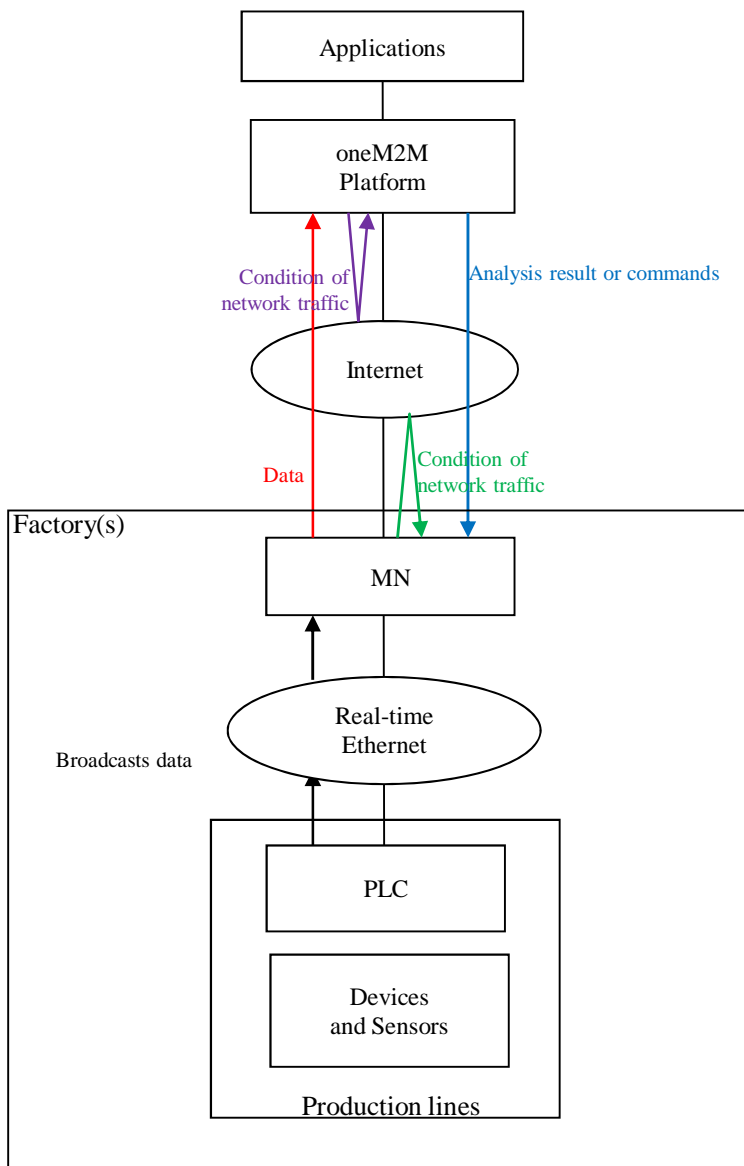 Applications
oneM2M
Platform
Condition of
network traffic
Analysis result or commands
Internet
Data
Condition of
network traffic
Factory(s)
MN
Real-time
Ethernet
Broadcasts data
PLC
Devices
and Sensors
Production lines